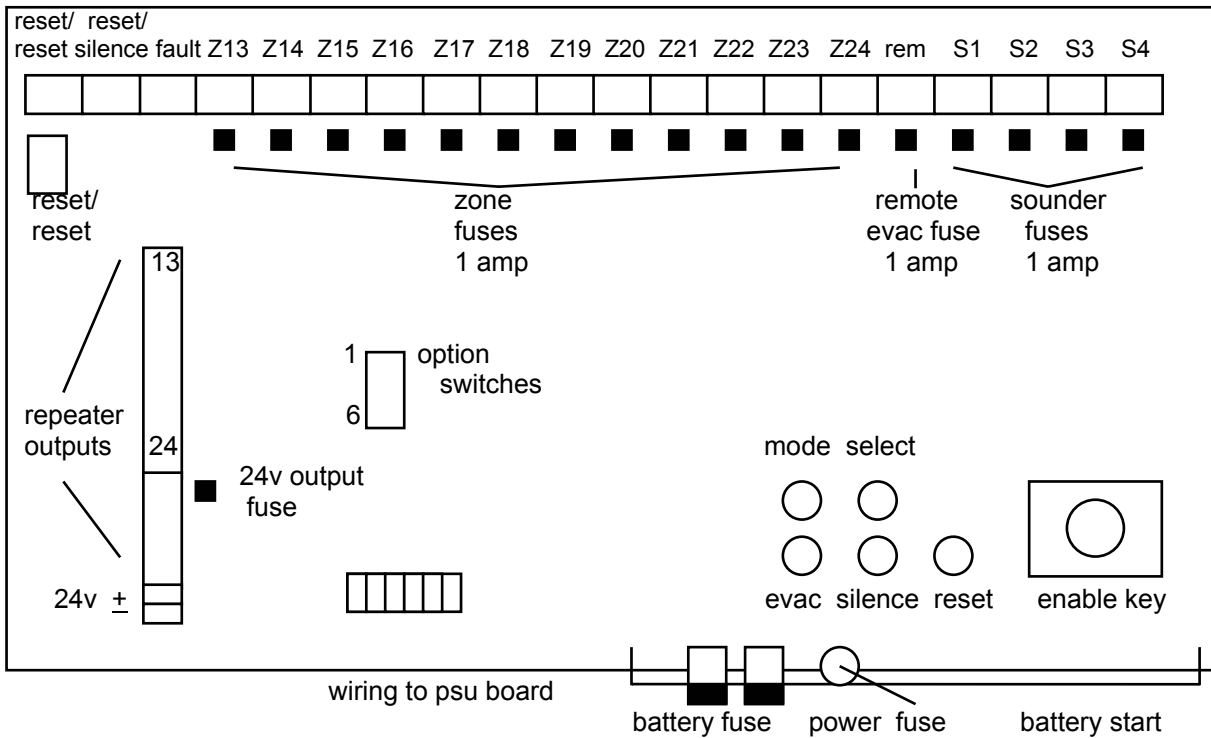 reset/ reset/
reset silence fault Z13 Z14 Z15 Z16 Z17 Z18 Z19 Z20 Z21 Z22 Z23 Z24 rem S1 S2 S3 S4
reset/
reset
zone
fuses
1 amp
remote
evac fuse
1 amp
sounder
fuses
1 amp
13
repeater
outputs
24
1
6
option
switches
24v output
fuse
24v ±
mode select
evac silence reset
enable key
wiring to psu board
battery fuse
power fuse
battery start